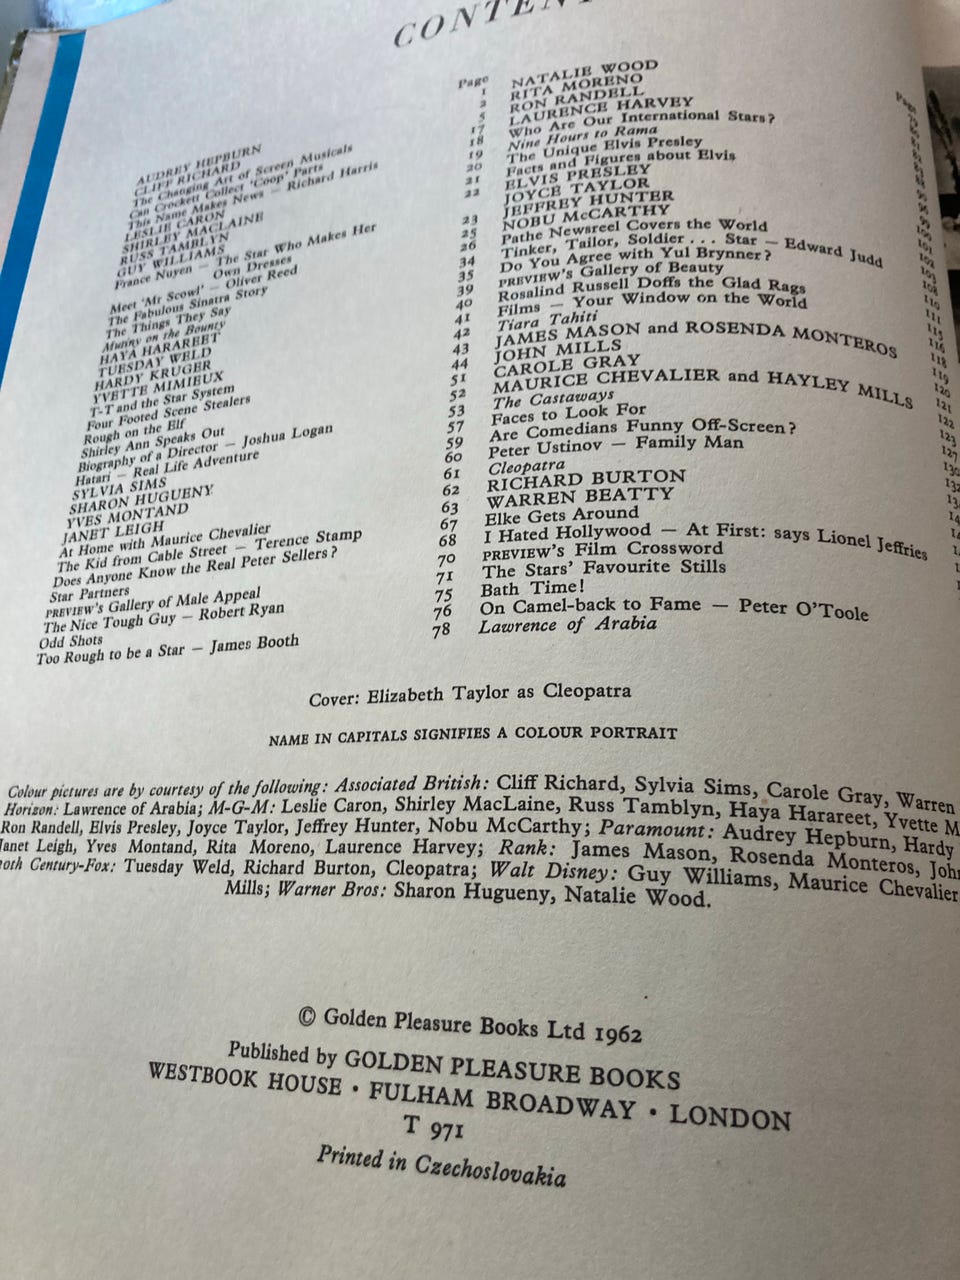 CONTEN
Page
AUDREY HEPBURN 1
CLIFF RICHARD 2
The Changing Art of Screen Musicals 5
Can Crockett Collect 'Coop' Parts 17
This Name Makes News — Richard Harris 18
LESLIE CARON 19
SHIRLEY MACLAINE 20
RUSS TAMBLYN 21
GUY WILLIAMS 22
France Nuyen — The Star Who Makes Her
Own Dresses 23
Meet 'Mr Scowl' — Oliver Reed 25
The Fabulous Sinatra Story 26
The Things They Say 34
Mutiny on the Bounty 35
HAYA HARAREET 39
TUESDAY WELD 40
HARDY KRUGER 41
YVETTE MIMIEUX 42
T-T and the Star System 43
Four Footed Scene Stealers 44
Rough on the Elf 51
Shirley Ann Speaks Out 52
Biography of a Director — Joshua Logan 53
Hatari — Real Life Adventure 57
SYLVIA SIMS 59
SHARON HUGUENY 60
YVES MONTAND 61
JANET LEIGH 62
At Home with Maurice Chevalier 63
The Kid from Cable Street — Terence Stamp 67
Does Anyone Know the Real Peter Sellers? 68
Star Partners 70
PREVIEW'S Gallery of Male Appeal 71
The Nice Tough Guy — Robert Ryan 75
Odd Shots 76
Too Rough to be a Star — James Booth 78
Page
NATALIE WOOD
RITA MORENO
RON RANDELL
LAURENCE HARVEY
Who Are Our International Stars?
Nine Hours to Rama
The Unique Elvis Presley
Facts and Figures about Elvis
ELVIS PRESLEY
JOYCE TAYLOR
JEFFREY HUNTER
NOBU McCARTHY
Pathe Newsreel Covers the World
Tinker, Tailor, Soldier . . . Star — Edward Judd
Do You Agree with Yul Brynner?
PREVIEW'S Gallery of Beauty
Rosalind Russell Doffs the Glad Rags
Films — Your Window on the World
Tiara Tahiti
JAMES MASON and ROSENDA MONTEROS
JOHN MILLS
CAROLE GRAY
MAURICE CHEVALIER and HAYLEY MILLS
The Castaways
Faces to Look For
Are Comedians Funny Off-Screen?
Peter Ustinov — Family Man
Cleopatra
RICHARD BURTON
WARREN BEATTY
Elke Gets Around
I Hated Hollywood — At First: says Lionel Jeffries
PREVIEW'S Film Crossword
The Stars' Favourite Stills
Bath Time!
On Camel-back to Fame — Peter O'Toole
Lawrence of Arabia
Cover: Elizabeth Taylor as Cleopatra
NAME IN CAPITALS SIGNIFIES A COLOUR PORTRAIT
Colour pictures are by courtesy of the following: Associated British: Cliff Richard, Sylvia Sims, Carole Gray, Warren
Horizon: Lawrence of Arabia; M-G-M: Leslie Caron, Shirley MacLaine, Russ Tamblyn, Haya Harareet, Yvette M
Ron Randell, Elvis Presley, Joyce Taylor, Jeffrey Hunter, Nobu McCarthy; Paramount: Audrey Hepburn, Hardy
Janet Leigh, Yves Montand, Rita Moreno, Laurence Harvey; Rank: James Mason, Rosenda Monteros, John
oth Century-Fox: Tuesday Weld, Richard Burton, Cleopatra; Walt Disney: Guy Williams, Maurice Chevalier
Mills; Warner Bros: Sharon Hugueny, Natalie Wood.
© Golden Pleasure Books Ltd 1962
Published by GOLDEN PLEASURE BOOKS
WESTBOOK HOUSE • FULHAM BROADWAY • LONDON
T 971
Printed in Czechoslovakia